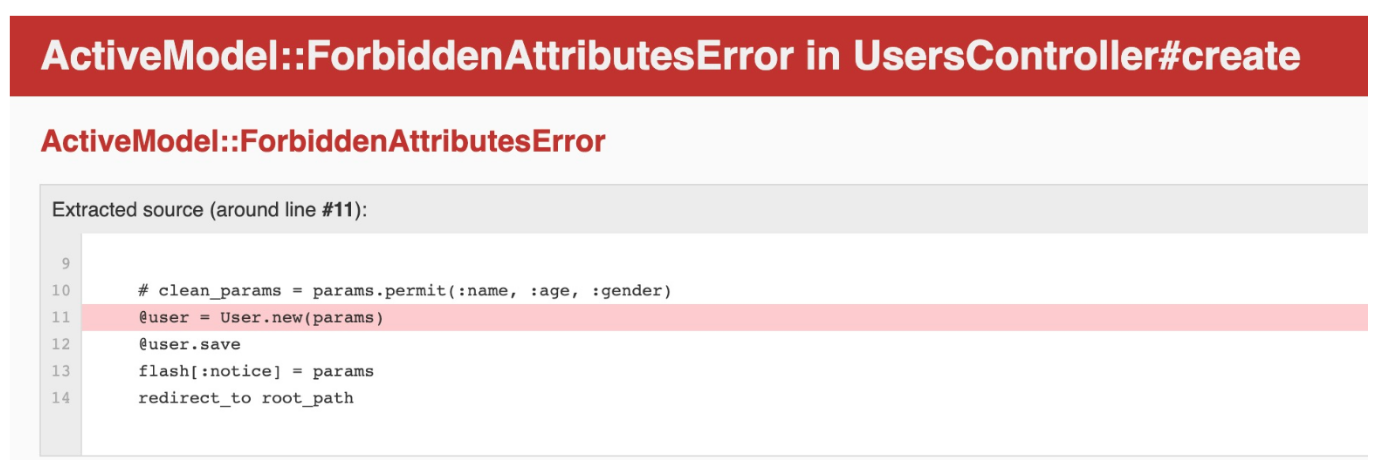 ActiveModel::ForbiddenAttributesError in UsersController#create
ActiveModel::ForbiddenAttributesError
Extracted source (around line #11):
9
10 # clean_params = params.permit(:name, :age, :gender)
11 @user = User.new(params)
12 @user.save
13 flash[:notice] = params
14 redirect_to root_path